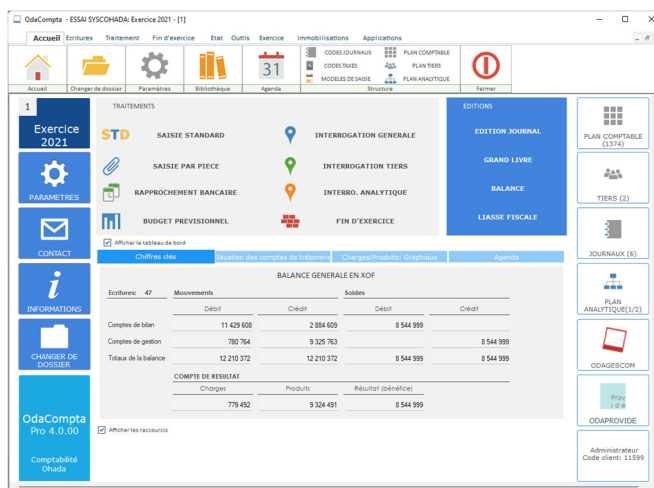 OdaCompta - ESSAI SYSCOHADA: Exercice 2021 - [1]
Accueil Ecritures Traitement Fin d'exercice Etat Outils Exercice Immobilisations Applications
CODES JOURNAUX PLAN COMPTABLE
CODES TAXES PLAN TIERS
31
MODELES DE SAISIE PLAN ANALYTIQUE
Accueil Changer de dossier Paramètres Bibliothèque Agenda Structure Fermer
1
Exercice
2021
PARAMETRES
CONTACT
INFORMATIONS
CHANGER DE
DOSSIER
OdaCompta
Pro 4.0.00
Comptabilité
Ohada
TRAITEMENTS
STD SAISIE STANDARD INTERROGATION GENERALE
SAISIE PAR PIECE INTERROGATION TIERS
RAPPROCHEMENT BANCAIRE INTERRO. ANALYTIQUE
BUDGET PREVISIONNEL FIN D'EXERCICE
EDITIONS
EDITION JOURNAL
GRAND LIVRE
BALANCE
LIASSE FISCALE
Afficher le tableau de bord
Chiffres clés Situation des comptes de trésorerie Charges/Produits: Graphique Agenda
BALANCE GENERALE EN XOF
Ecritures: 47 Mouvements Soldes
Débit Crédit Débit Crédit
Comptes de bilan 11 429 608 2 884 609 8 544 999
Comptes de gestion 780 764 9 325 763 8 544 999
Totaux de la balance 12 210 372 12 210 372 8 544 999 8 544 999
COMPTE DE RESULTAT
Charges Produits Résultat (bénéfice)
779 492 9 324 491 8 544 999
Afficher les raccourcis
PLAN COMPTABLE
(1374)
TIERS (2)
JOURNAUX (6)
PLAN
ANALYTIQUE(1/2)
ODAGESCOM
Prov
i d e
ODAPROVIDE
Administrateur
Code client: 11599